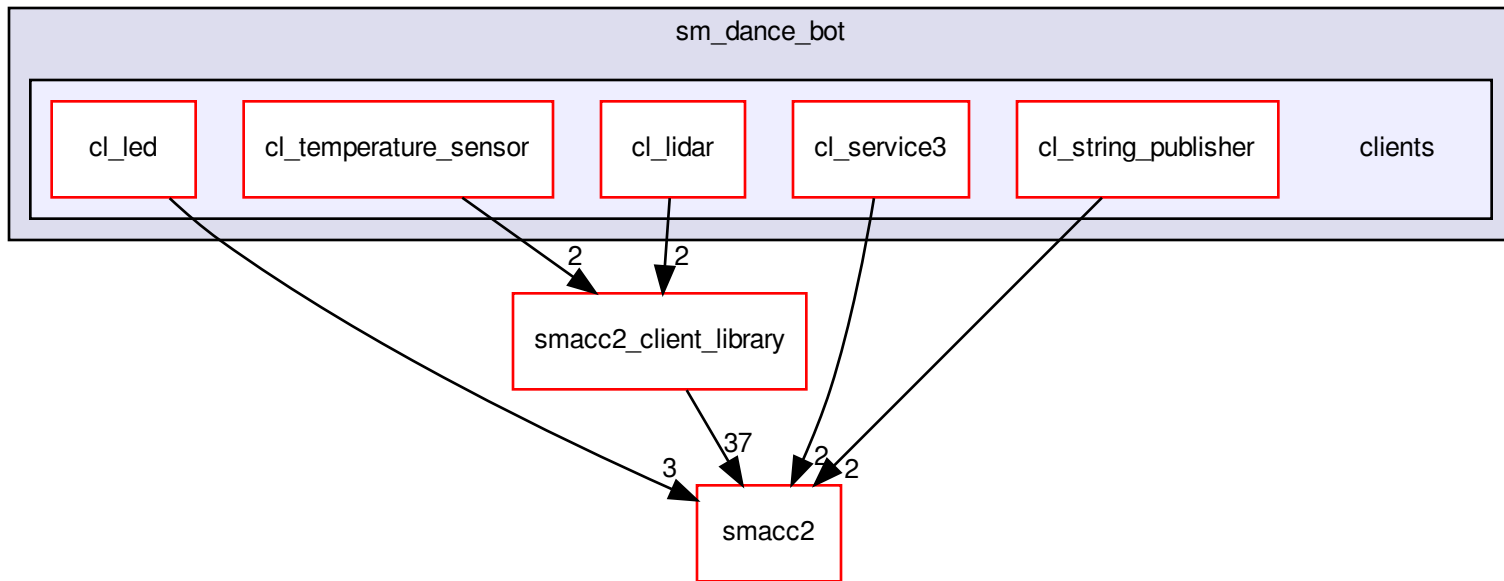 sm_dance_bot
cl_led
cl_temperature_sensor
cl_lidar
cl_service3
cl_string_publisher
clients
2
2
smacc2_client_library
37
3
2
2
smacc2